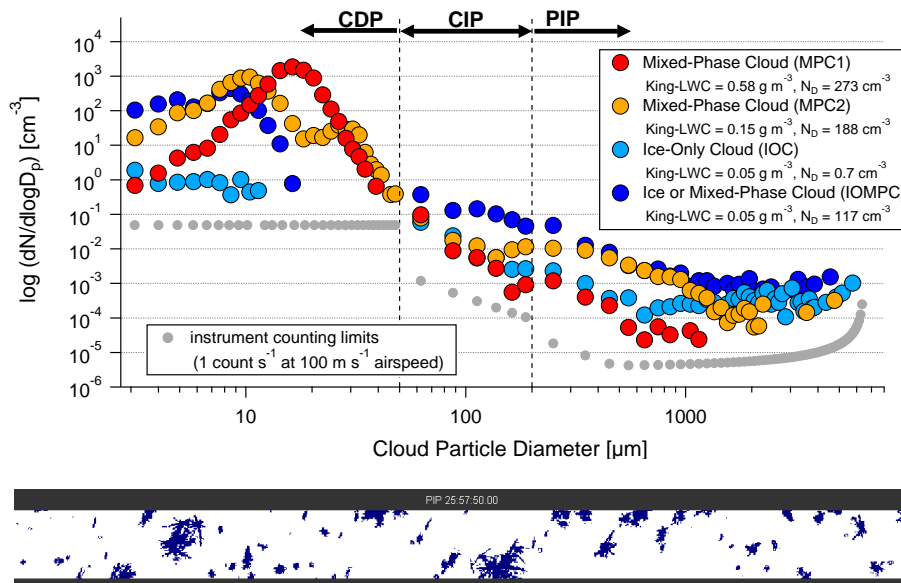 CDP CIP PIP
log (dN/dlogDp) [cm-3]
10^4
10^3
10^2
10^1
10^0
10^-1
10^-2
10^-3
10^-4
10^-5
10^-6
Mixed-Phase Cloud (MPC1)
King-LWC = 0.58 g m^-3, N_D = 273 cm^-3
Mixed-Phase Cloud (MPC2)
King-LWC = 0.15 g m^-3, N_D = 188 cm^-3
Ice-Only Cloud (IOC)
King-LWC = 0.05 g m^-3, N_D = 0.7 cm^-3
Ice or Mixed-Phase Cloud (IOMPC
King-LWC = 0.05 g m^-3, N_D = 117 cm^-3
instrument counting limits
(1 count s^-1 at 100 m s^-1 airspeed)
10 100 1000
Cloud Particle Diameter [µm]
PIP 25:57:50.00